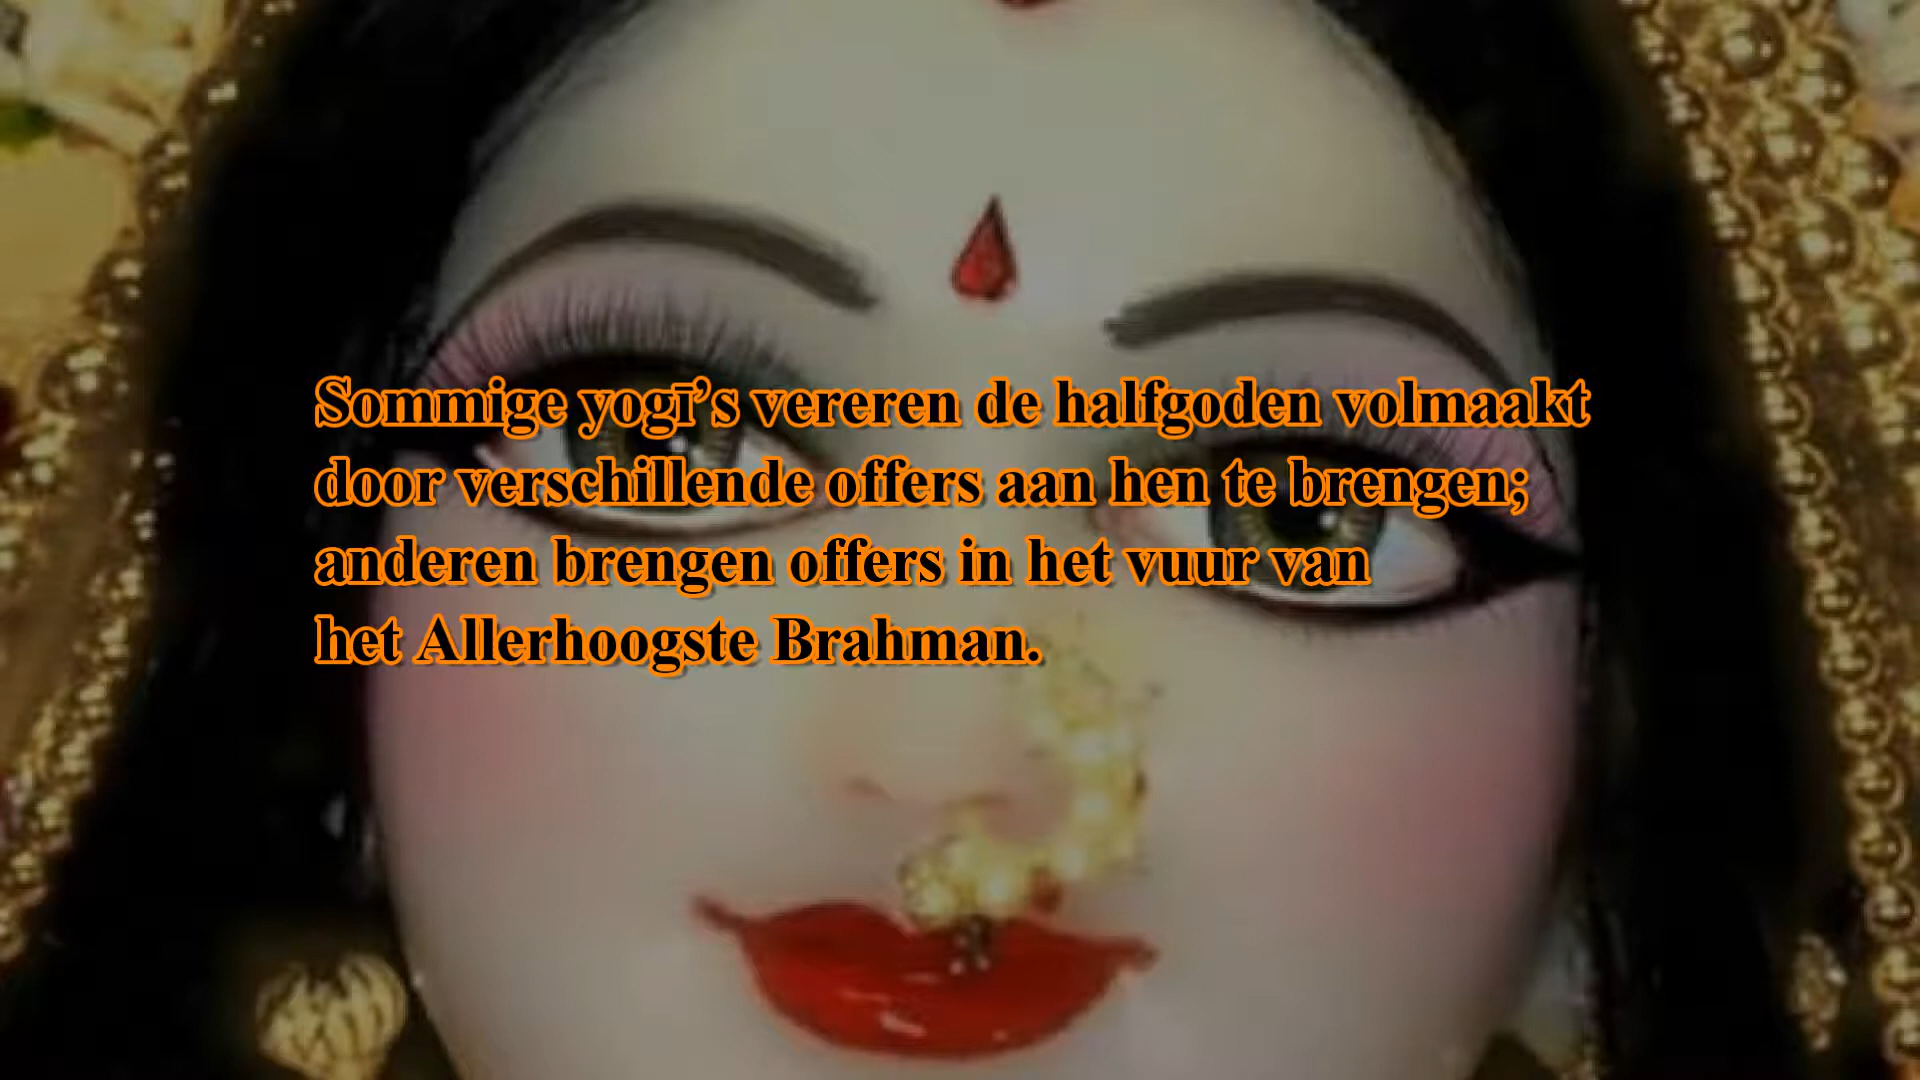 Sommige yogī’s vereren de halfgoden volmaakt
door verschillende offers aan hen te brengen;
anderen brengen offers in het vuur van
het Allerhoogste Brahman.